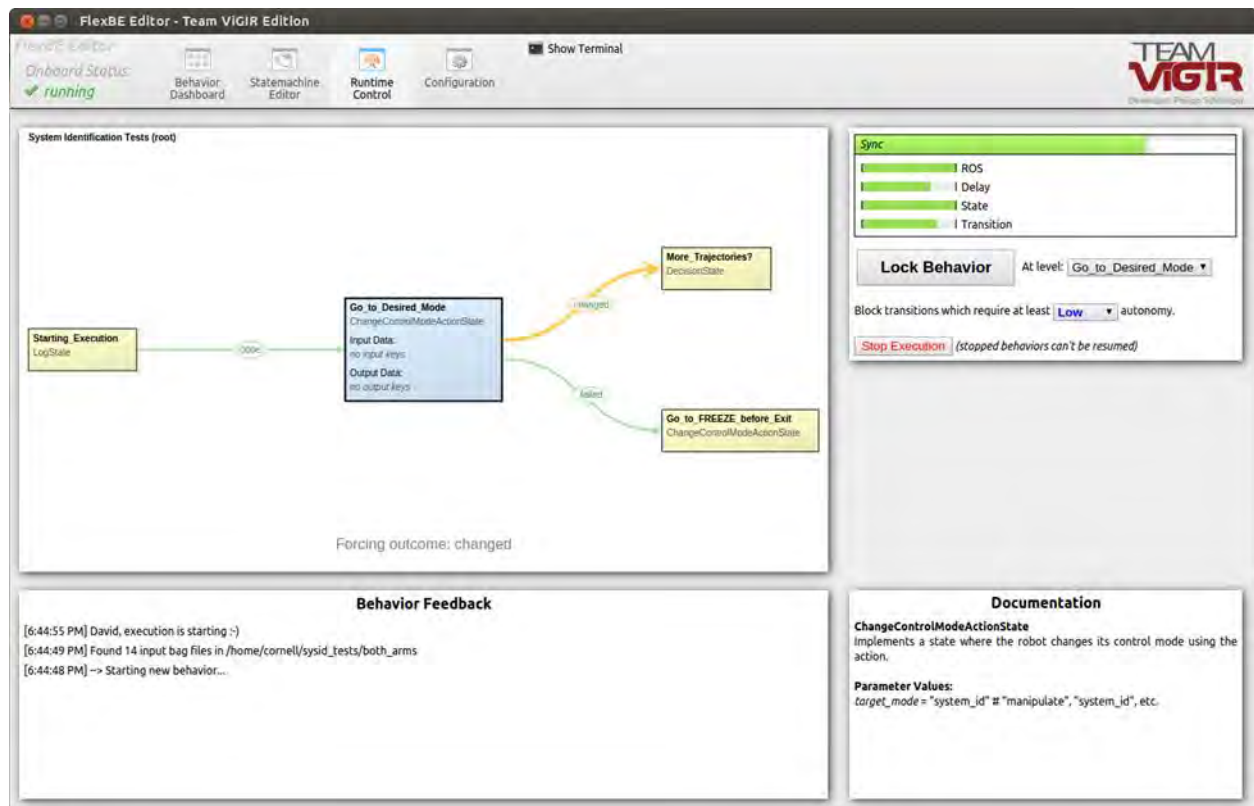 FlexBE Editor - Team ViGIR Edition
FlexBE Editor
Onboard Status:
running
Behavior
Dashboard
Statemachine
Editor
Runtime
Control
Configuration
Show Terminal
TEAM
ViGIR
System Identification Tests (root)
Starting_Execution
LogState
done
Go_to_Desired_Mode
ChangeControlModeActionState
Input Data:
no input keys
Output Data:
no output keys
changed
failed
More_Trajectories?
DecisionState
Go_to_FREEZE_before_Exit
ChangeControlModeActionState
Forcing outcome: changed
Sync
ROS
Delay
State
Transition
Lock Behavior At level: Go_to_Desired_Mode
Block transitions which require at least Low autonomy.
Stop Execution (stopped behaviors can't be resumed)
Behavior Feedback
[6:44:55 PM] David, execution is starting :-)
[6:44:49 PM] Found 14 input bag files in /home/cornell/sysid_tests/both_arms
[6:44:48 PM] --> Starting new behavior...
Documentation
ChangeControlModeActionState
Implements a state where the robot changes its control mode using the
action.
Parameter Values:
target_mode = "system_id" # "manipulate", "system_id", etc.